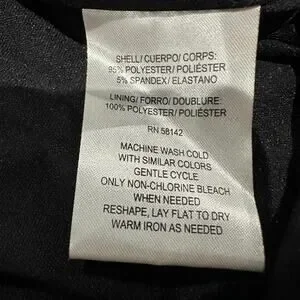 SHELL/ CUERPO/ CORPS:
95% POLYESTER/ POLIÉSTER
5% SPANDEX/ ELASTANO
LINING/ FORRO/ DOUBLURE:
100% POLYESTER/ POLIÉSTER
RN 58142
MACHINE WASH COLD
WITH SIMILAR COLORS
GENTLE CYCLE
ONLY NON-CHLORINE BLEACH
WHEN NEEDED
RESHAPE, LAY FLAT TO DRY
WARM IRON AS NEEDED